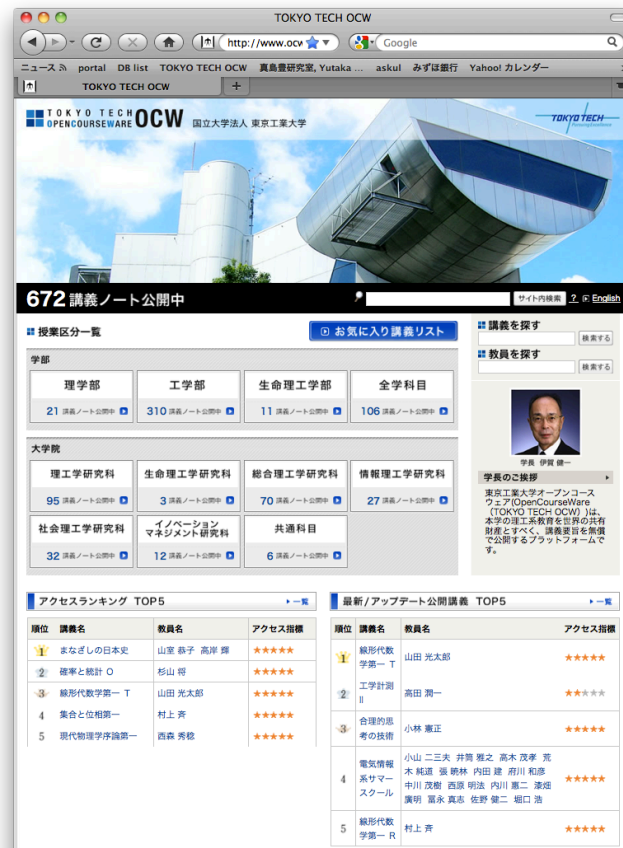 TOKYO TECH OCW
http://www.ocw
Google
ニュース portal DB list TOKYO TECH OCW 真島豊研究室, Yutaka ... askul みずほ銀行 Yahoo! カレンダー
TOKYO TECH OCW
TOKYO TECH
OPENCOURSEWARE OCW 国立大学法人 東京工業大学
TOKYO TECH
Pursuing Excellence
672 講義ノート公開中
サイト内検索 ? English
授業区分一覧
お気に入り講義リスト
学部
理学部 工学部 生命理工学部 全学科目
21 講義ノート公開中 310 講義ノート公開中 11 講義ノート公開中 106 講義ノート公開中
大学院
理工学研究科 生命理工学研究科 総合理工学研究科 情報理工学研究科
95 講義ノート公開中 3 講義ノート公開中 70 講義ノート公開中 27 講義ノート公開中
社会理工学研究科 イノベーション
マネジメント研究科 共通科目
32 講義ノート公開中 12 講義ノート公開中 6 講義ノート公開中
講義を探す
検索する
教員を探す
検索する
学長 伊賀 健一
学長のご挨拶
東京工業大学オープンコース
ウェア(OpenCourseWare
(TOKYO TECH OCW))は、
本学の理工系教育を世界の共有
財産とすべく、講義要旨を無償
で公開するプラットフォームで
す。
アクセスランキング TOP5 一覧
順位 講義名 教員名 アクセス指標
1 まなざしの日本史 山室 恭子 高岸 輝 ★★★★★
2 確率と統計 O 杉山 将 ★★★★★
3 線形代数学第一 T 山田 光太郎 ★★★★★
4 集合と位相第一 村上 斉 ★★★★★
5 現代物理学序論第一 西森 秀稔 ★★★★★
最新/アップデート公開講義 TOP5 一覧
順位 講義名 教員名 アクセス指標
1 線形代数
学第一 T 山田 光太郎 ★★★★★
2 工学計測
II 高田 潤一 ★★★★★
3 合理的思
考の技術 小林 憲正 ★★★★★
4 電気情報
系サマー
スクール 小山 二三夫 井筒 雅之 高木 茂孝 荒
木 純道 張 暁林 内田 建 府川 和彦
中川 茂樹 西原 明法 内川 惠二 漆畑
廣明 冨永 真志 佐野 健二 堀口 浩 ★★★★★
5 線形代数
学第一 R 村上 斉 ★★★★★